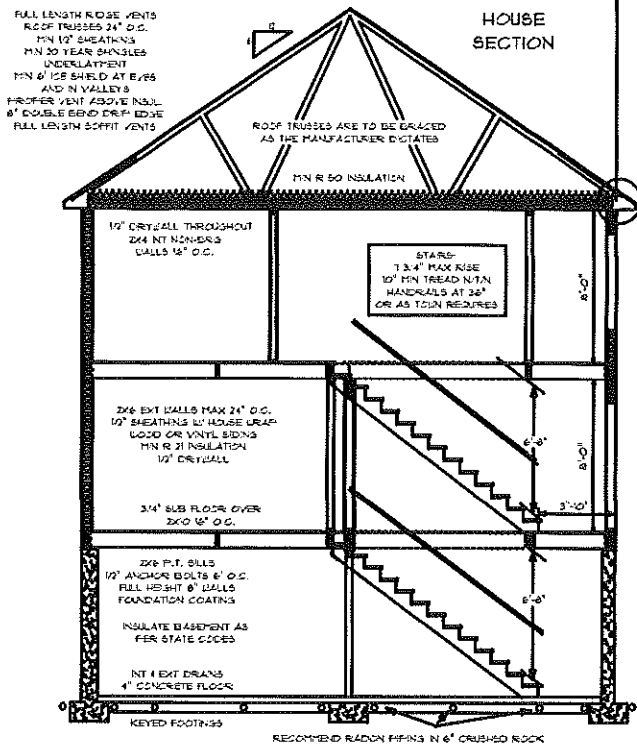 FULL LENGTH RIDGE VENTS
ROOF TRUSSES 24" O.C.
MIN 1/2" SHEATHING
MIN 30 YEAR SHINGLES
UNDERLAYMENT
MIN 6' ICE SHIELD AT EVES
AND IN VALLEYS
PROPER VENT ABOVE INSUL
8" DOUBLE BEND DRIP EDGE
FULL LENGTH SOFFIT VENTS
12
HOUSE
SECTION
ROOF TRUSSES ARE TO BE BRACED
AS THE MANUFACTURER DICTATES
MIN R 50 INSULATION
1/2" DRYWALL THROUGHOUT
2X4 INT NON-BRG
WALLS 16" O.C.
STAIRS:
7 3/4" MAX RISE
10" MIN TREAD N/T/N
HANDRAILS AT 36"
OR AS TOWN REQUIRES
8'-0"
2X6 EXT WALLS MAX 24" O.C.
1/2" SHEATHING W/ HOUSE WRAP
WOOD OR VINYL SIDING
MIN R 21 INSULATION
1/2" DRYWALL
6'-8"
8'-0"
3'-10"
3/4" SUB FLOOR OVER
2X10 16" O.C.
2X6 P.T. SILLS
1/2" ANCHOR BOLTS 6' O.C.
FULL HEIGHT 8" WALLS
FOUNDATION COATING
6'-8"
INSULATE BASEMENT AS
PER STATE CODES
INT & EXT DRAINS
4" CONCRETE FLOOR
KEYED FOOTINGS
RECOMMEND RADON PIPING IN 6" CRUSHED ROCK